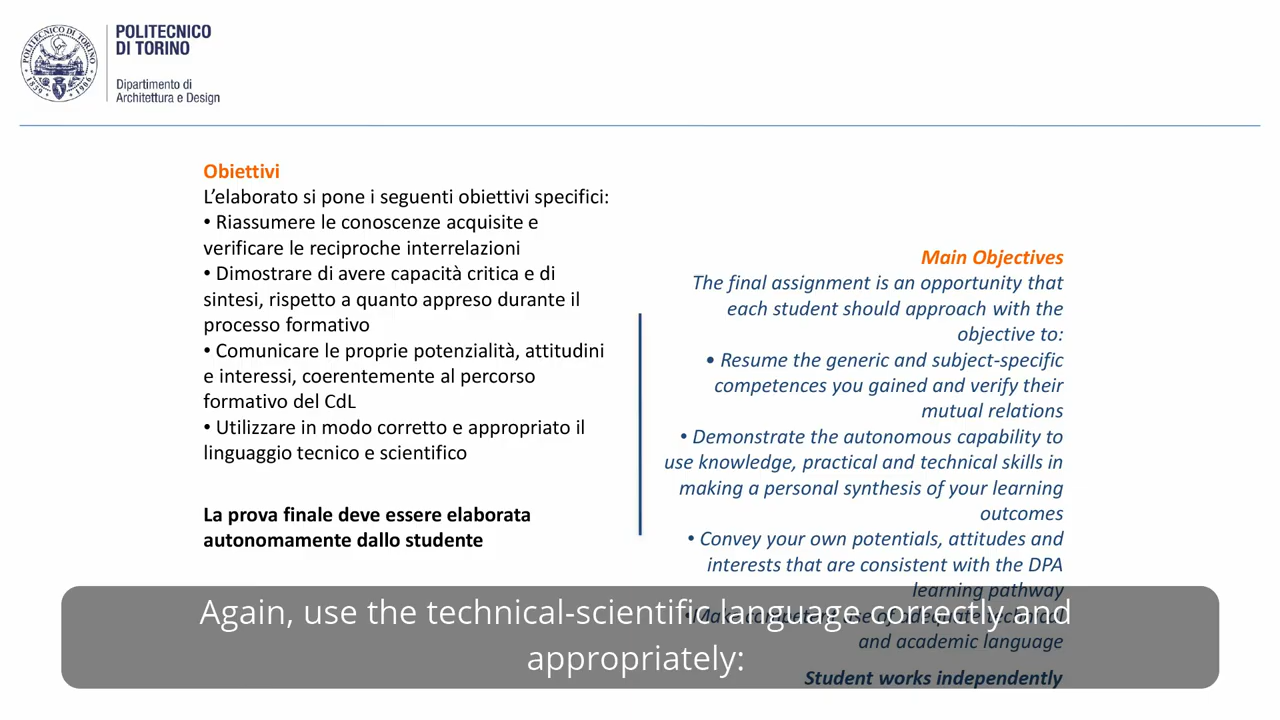 POLITECNICO
DI TORINO
Dipartimento di
Architettura e Design
Obiettivi
L'elaborato si pone i seguenti obiettivi specifici:
• Riassumere le conoscenze acquisite e
verificare le reciproche interrelazioni
• Dimostrare di avere capacità critica e di
sintesi, rispetto a quanto appreso durante il
processo formativo
• Comunicare le proprie potenzialità, attitudini
e interessi, coerentemente al percorso
formativo del CdL
• Utilizzare in modo corretto e appropriato il
linguaggio tecnico e scientifico
La prova finale deve essere elaborata
autonomamente dallo studente
Main Objectives
The final assignment is an opportunity that
each student should approach with the
objective to:
• Resume the generic and subject-specific
competences you gained and verify their
mutual relations
• Demonstrate the autonomous capability to
use knowledge, practical and technical skills in
making a personal synthesis of your learning
outcomes
• Convey your own potentials, attitudes and
interests that are consistent with the DPA
learning pathway
• Make competent use of adequate technical
and academic language
Student works independently
Again, use the technical-scientific language correctly and
appropriately: